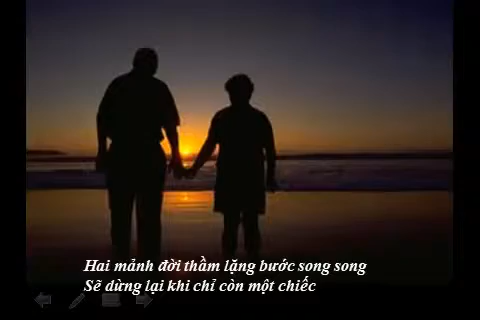 Hai mảnh đời thầm lặng bước song song
Sẽ dừng lại khi chỉ còn một chiếc